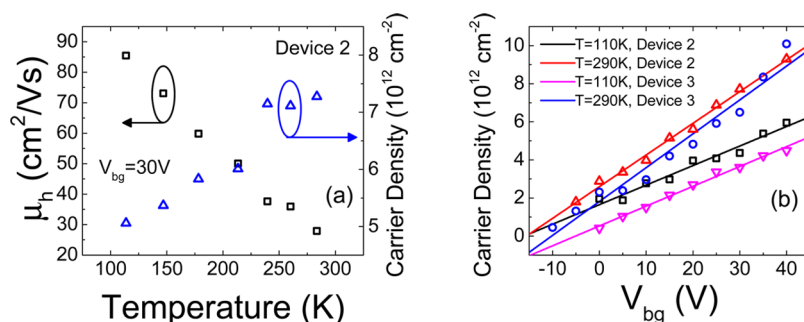 90
80
70
60
50
40
30
20
μh (cm²/Vs)
Vbg=30V
Device 2
(a)
8
7
6
5
Carrier Density (10¹² cm⁻²)
100 150 200 250 300
Temperature (K)
10
8
6
4
2
0
Carrier Density (10¹² cm⁻²)
T=110K, Device 2
T=290K, Device 2
T=110K, Device 3
T=290K, Device 3
(b)
-10 0 10 20 30 40
Vbg (V)